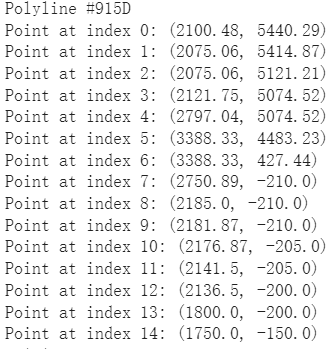 Polyline #915D
Point at index 0: (2100.48, 5440.29)
Point at index 1: (2075.06, 5414.87)
Point at index 2: (2075.06, 5121.21)
Point at index 3: (2121.75, 5074.52)
Point at index 4: (2797.04, 5074.52)
Point at index 5: (3388.33, 4483.23)
Point at index 6: (3388.33, 427.44)
Point at index 7: (2750.89, -210.0)
Point at index 8: (2185.0, -210.0)
Point at index 9: (2181.87, -210.0)
Point at index 10: (2176.87, -205.0)
Point at index 11: (2141.5, -205.0)
Point at index 12: (2136.5, -200.0)
Point at index 13: (1800.0, -200.0)
Point at index 14: (1750.0, -150.0)